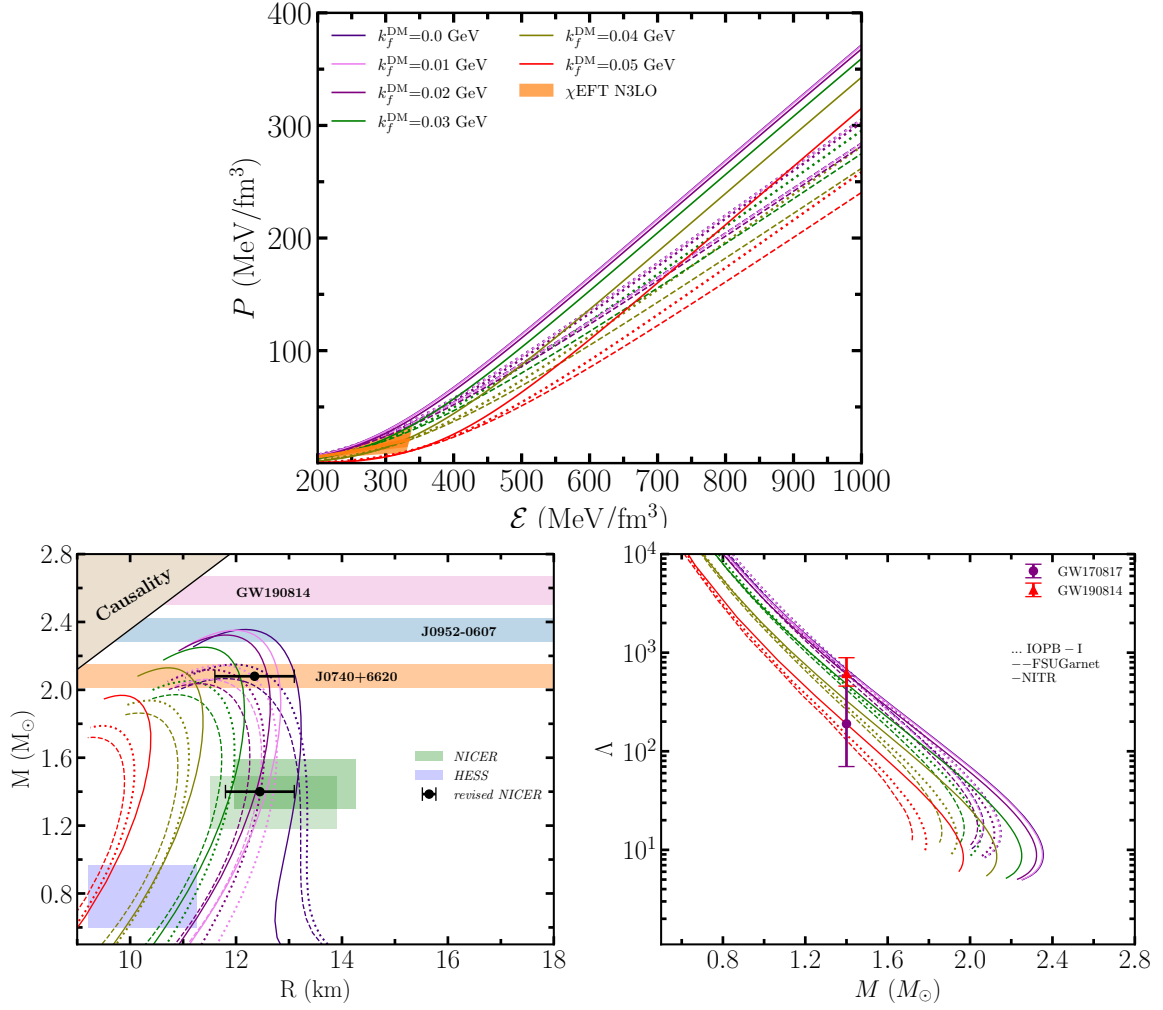 400
300
200
100
P (MeV/fm³)
k_f^DM=0.0 GeV
k_f^DM=0.01 GeV
k_f^DM=0.02 GeV
k_f^DM=0.03 GeV
k_f^DM=0.04 GeV
k_f^DM=0.05 GeV
χEFT N3LO
200 300 400 500 600 700 800 900 1000
ℰ (MeV/fm³)
2.8
2.4
2.0
1.6
1.2
0.8
M (M⊙)
Causality
GW190814
J0952-0607
J0740+6620
NICER
HESS
revised NICER
10 12 14 16 18
R (km)
10⁴
10³
10²
10¹
Λ
GW170817
GW190814
... IOPB − I
−−FSUGarnet
−NITR
0.8 1.2 1.6 2.0 2.4 2.8
M (M⊙)